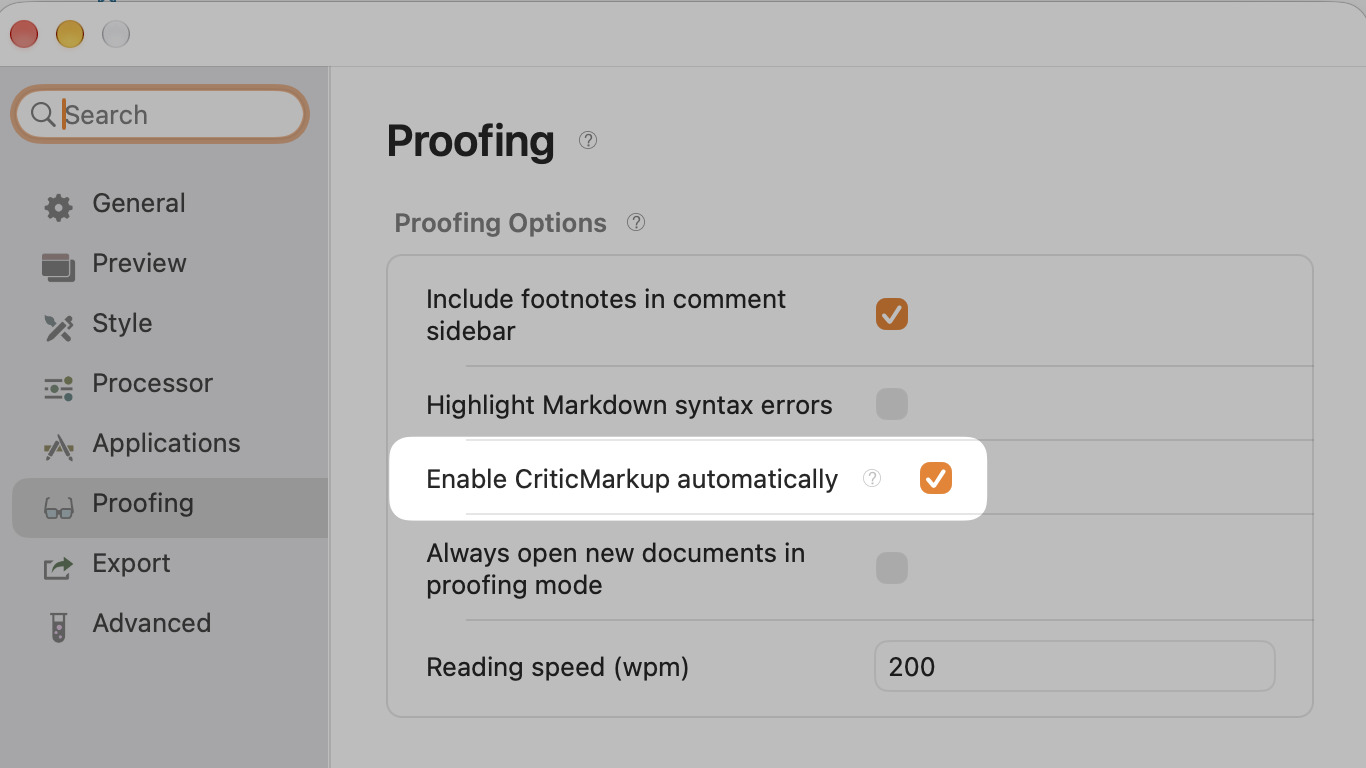 Search
General
Preview
Style
Processor
Applications
Proofing
Export
Advanced
Proofing ?
Proofing Options ?
Include footnotes in comment
sidebar
Highlight Markdown syntax errors
Enable CriticMarkup automatically ?
Always open new documents in
proofing mode
Reading speed (wpm) 200